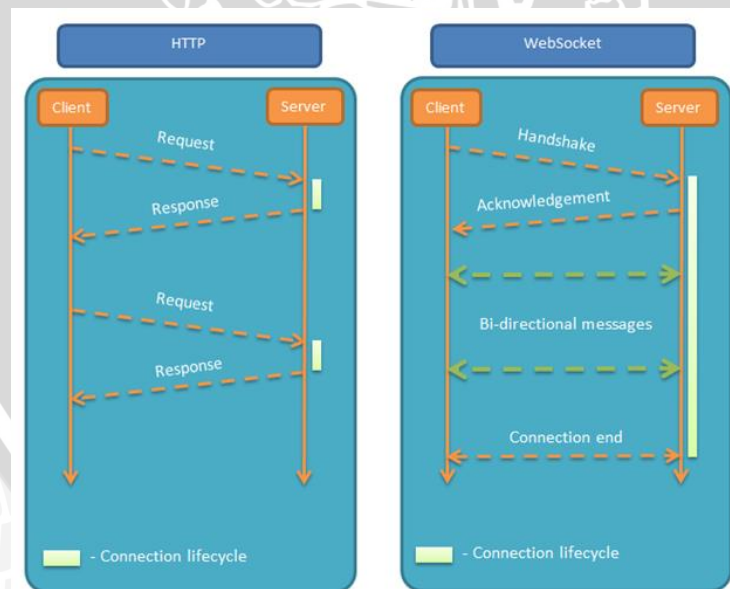 HTTP
Client
Server
Request
Response
Request
Response
- Connection lifecycle
WebSocket
Client
Server
Handshake
Acknowledgement
Bi-directional messages
Connection end
- Connection lifecycle